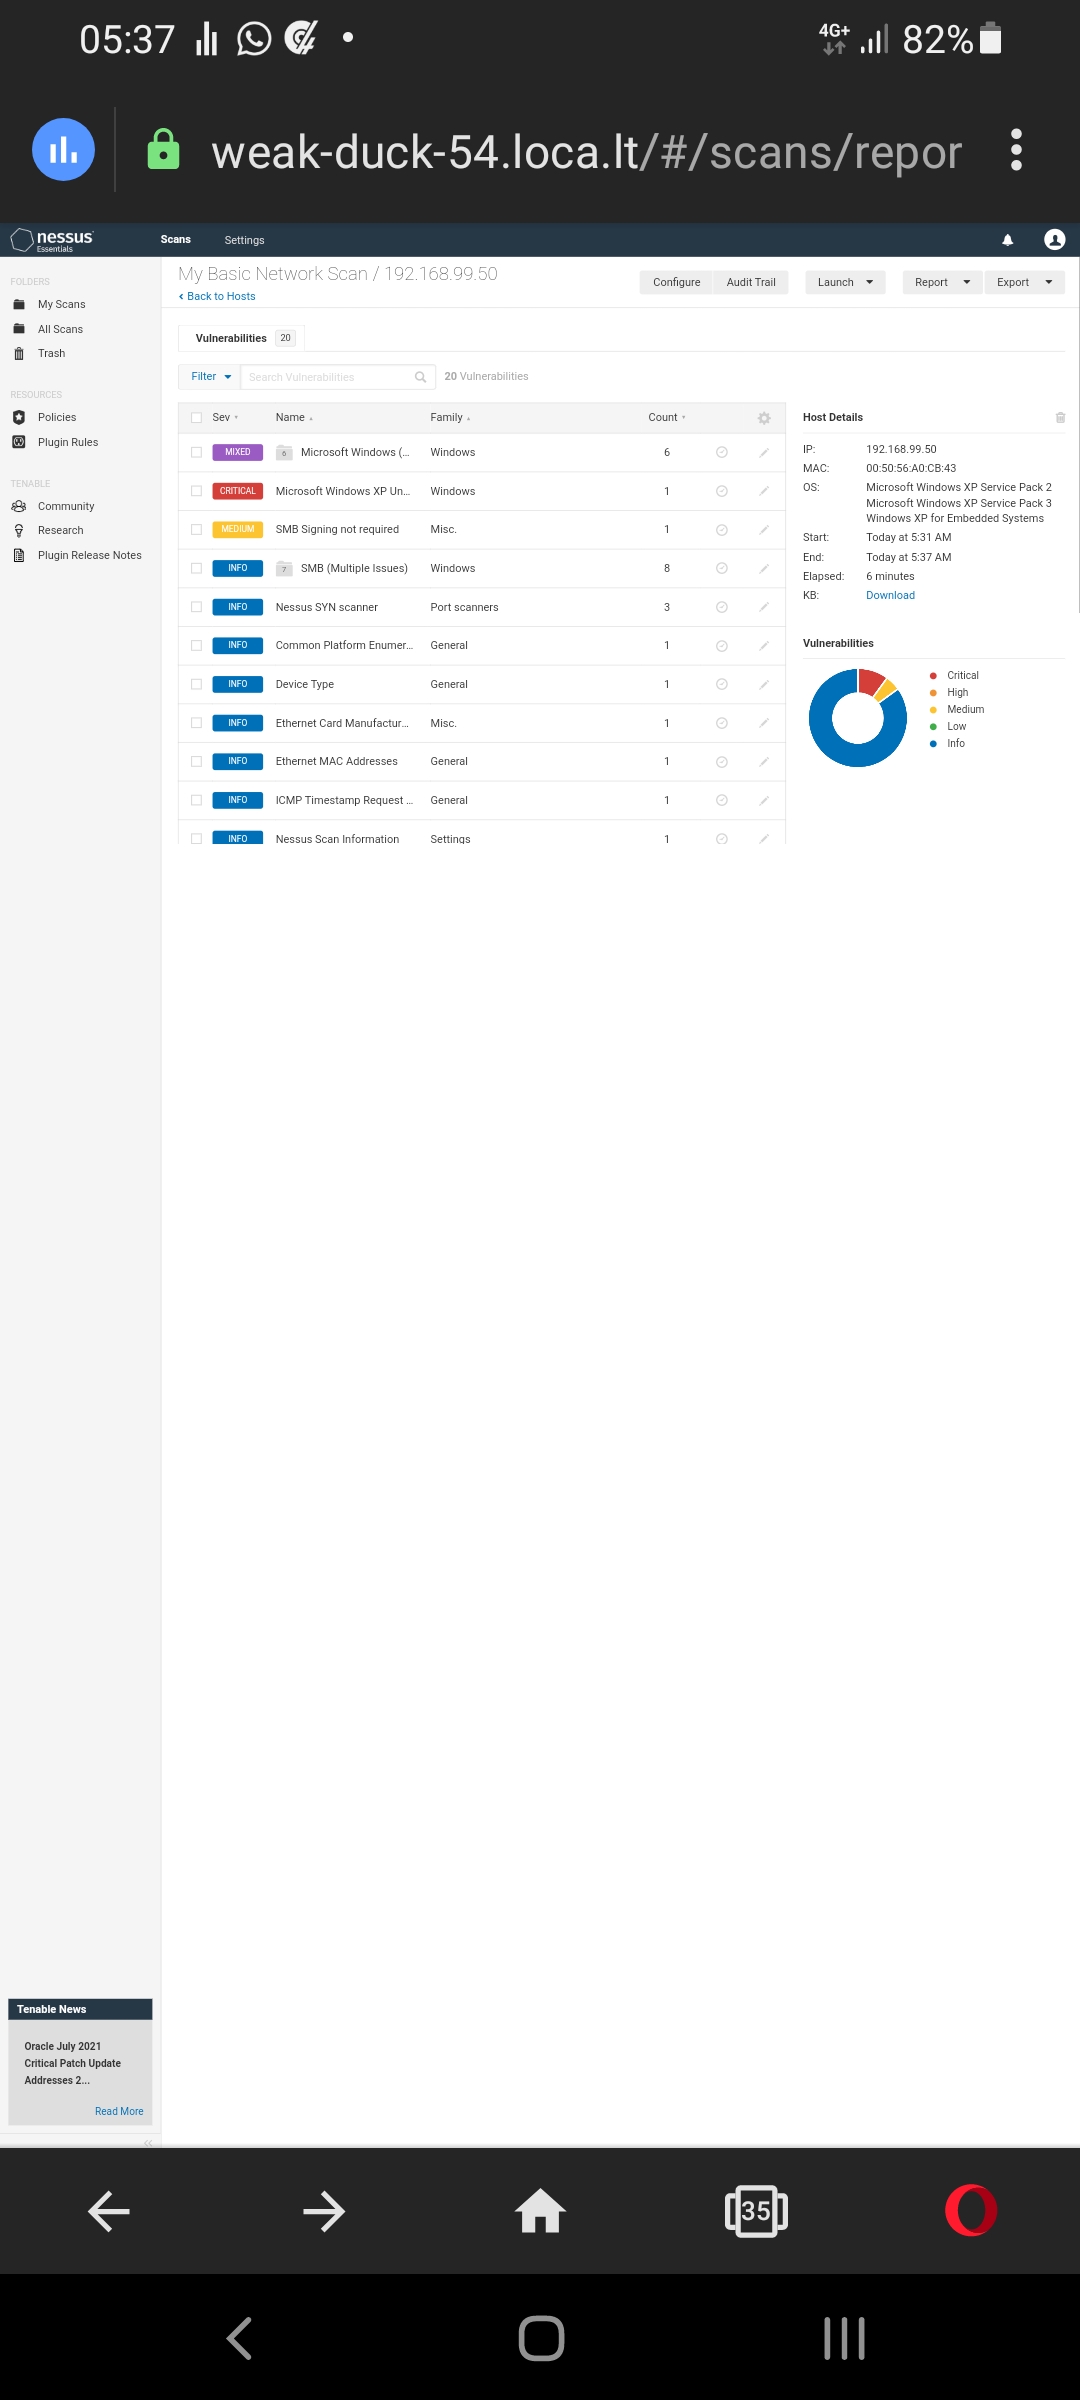 05:37
4G+
82%
weak-duck-54.loca.lt/#/scans/repor
nessus
Essentials
Scans
Settings
FOLDERS
My Scans
All Scans
Trash
RESOURCES
Policies
Plugin Rules
TENABLE
Community
Research
Plugin Release Notes
My Basic Network Scan / 192.168.99.50
Back to Hosts
Configure
Audit Trail
Launch
Report
Export
Vulnerabilities 20
Filter
Search Vulnerabilities
20 Vulnerabilities
Sev Name Family Count
MIXED 6 Microsoft Windows (... Windows 6
CRITICAL Microsoft Windows XP Un... Windows 1
MEDIUM SMB Signing not required Misc. 1
INFO 7 SMB (Multiple Issues) Windows 8
INFO Nessus SYN scanner Port scanners 3
INFO Common Platform Enumer... General 1
INFO Device Type General 1
INFO Ethernet Card Manufactur... Misc. 1
INFO Ethernet MAC Addresses General 1
INFO ICMP Timestamp Request ... General 1
INFO Nessus Scan Information Settings 1
Host Details
IP: 192.168.99.50
MAC: 00:50:56:A0:CB:43
OS: Microsoft Windows XP Service Pack 2
Microsoft Windows XP Service Pack 3
Windows XP for Embedded Systems
Start: Today at 5:31 AM
End: Today at 5:37 AM
Elapsed: 6 minutes
KB: Download
Vulnerabilities
Critical
High
Medium
Low
Info
Tenable News
Oracle July 2021
Critical Patch Update
Addresses 2...
Read More
35